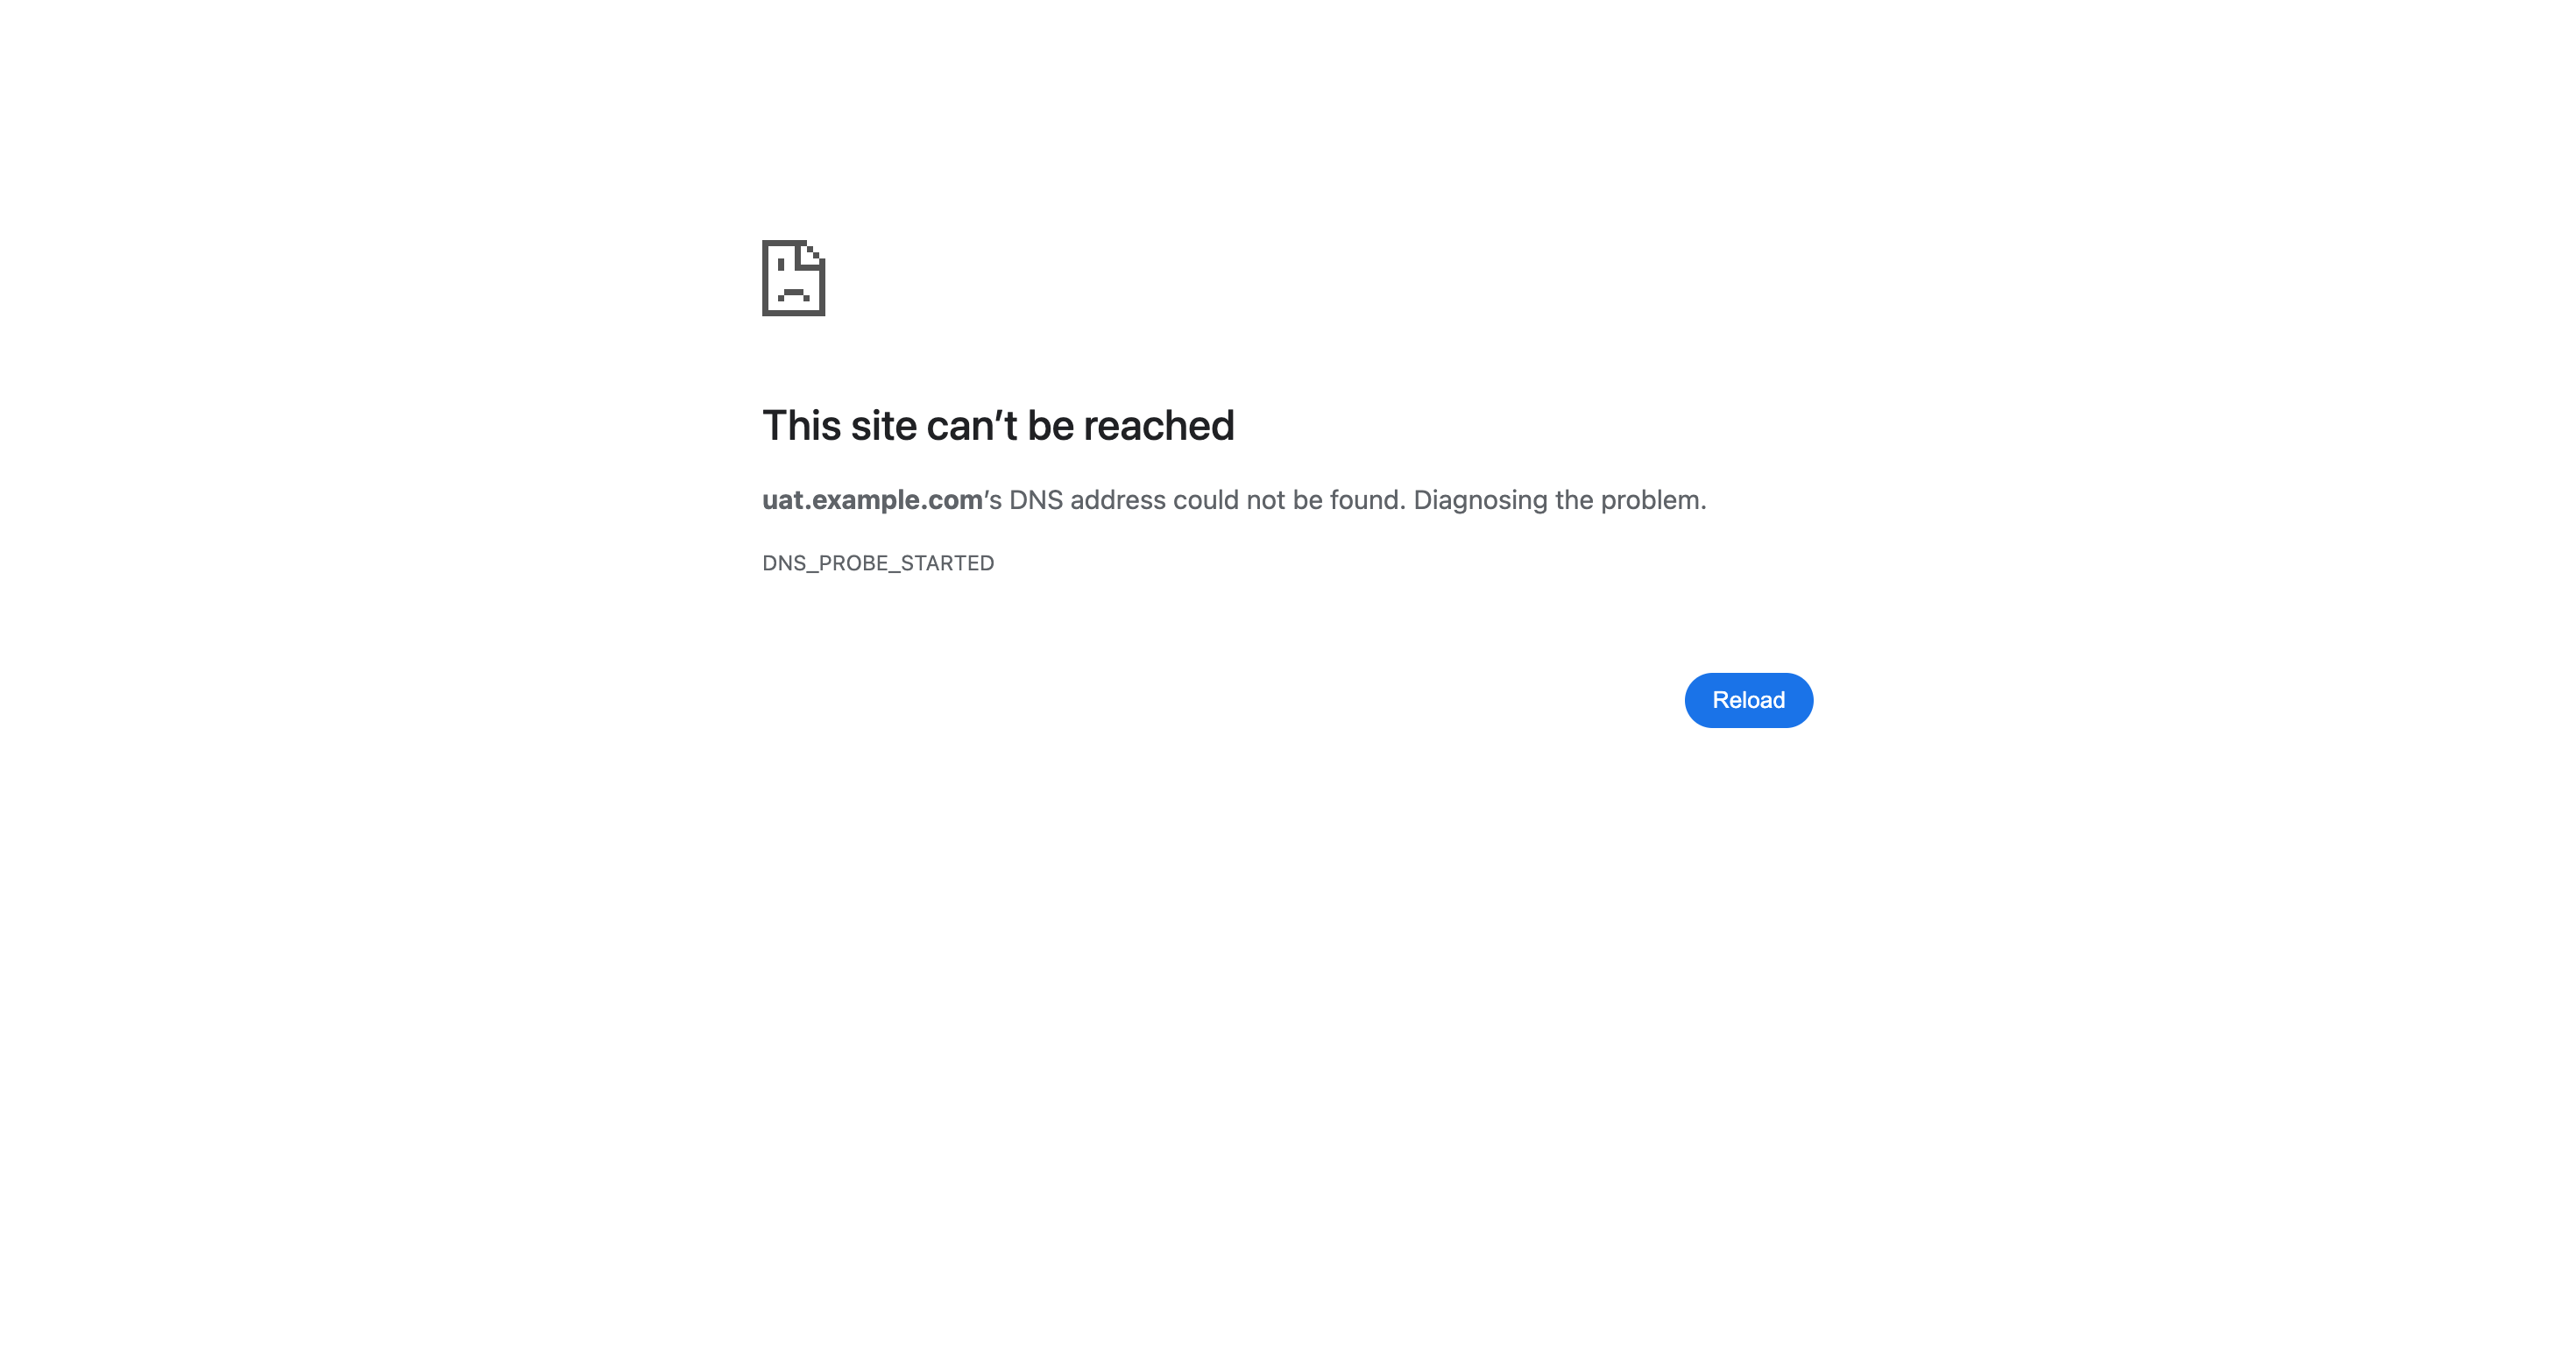 This site can’t be reached
uat.example.com’s DNS address could not be found. Diagnosing the problem.
DNS_PROBE_STARTED
Reload